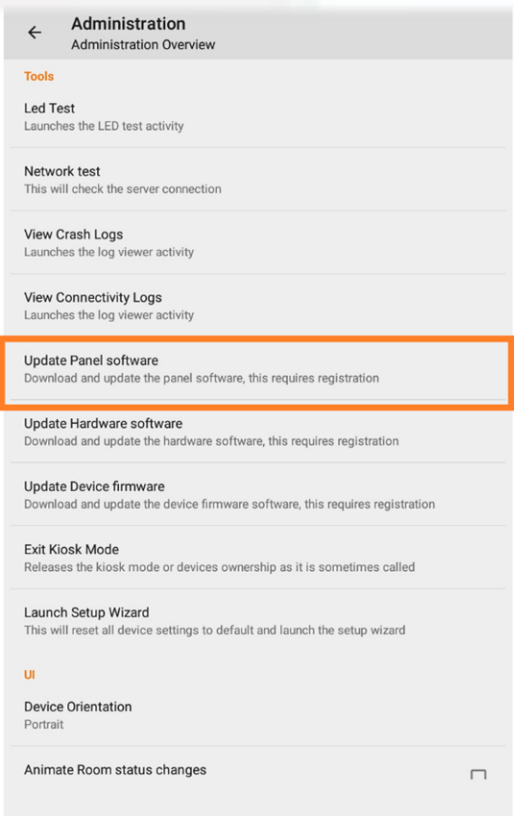 Administration
Administration Overview
Tools
Led Test
Launches the LED test activity
Network test
This will check the server connection
View Crash Logs
Launches the log viewer activity
View Connectivity Logs
Launches the log viewer activity
Update Panel software
Download and update the panel software, this requires registration
Update Hardware software
Download and update the hardware software, this requires registration
Update Device firmware
Download and update the device firmware software, this requires registration
Exit Kiosk Mode
Releases the kiosk mode or devices ownership as it is sometimes called
Launch Setup Wizard
This will reset all device settings to default and launch the setup wizard
UI
Device Orientation
Portrait
Animate Room status changes